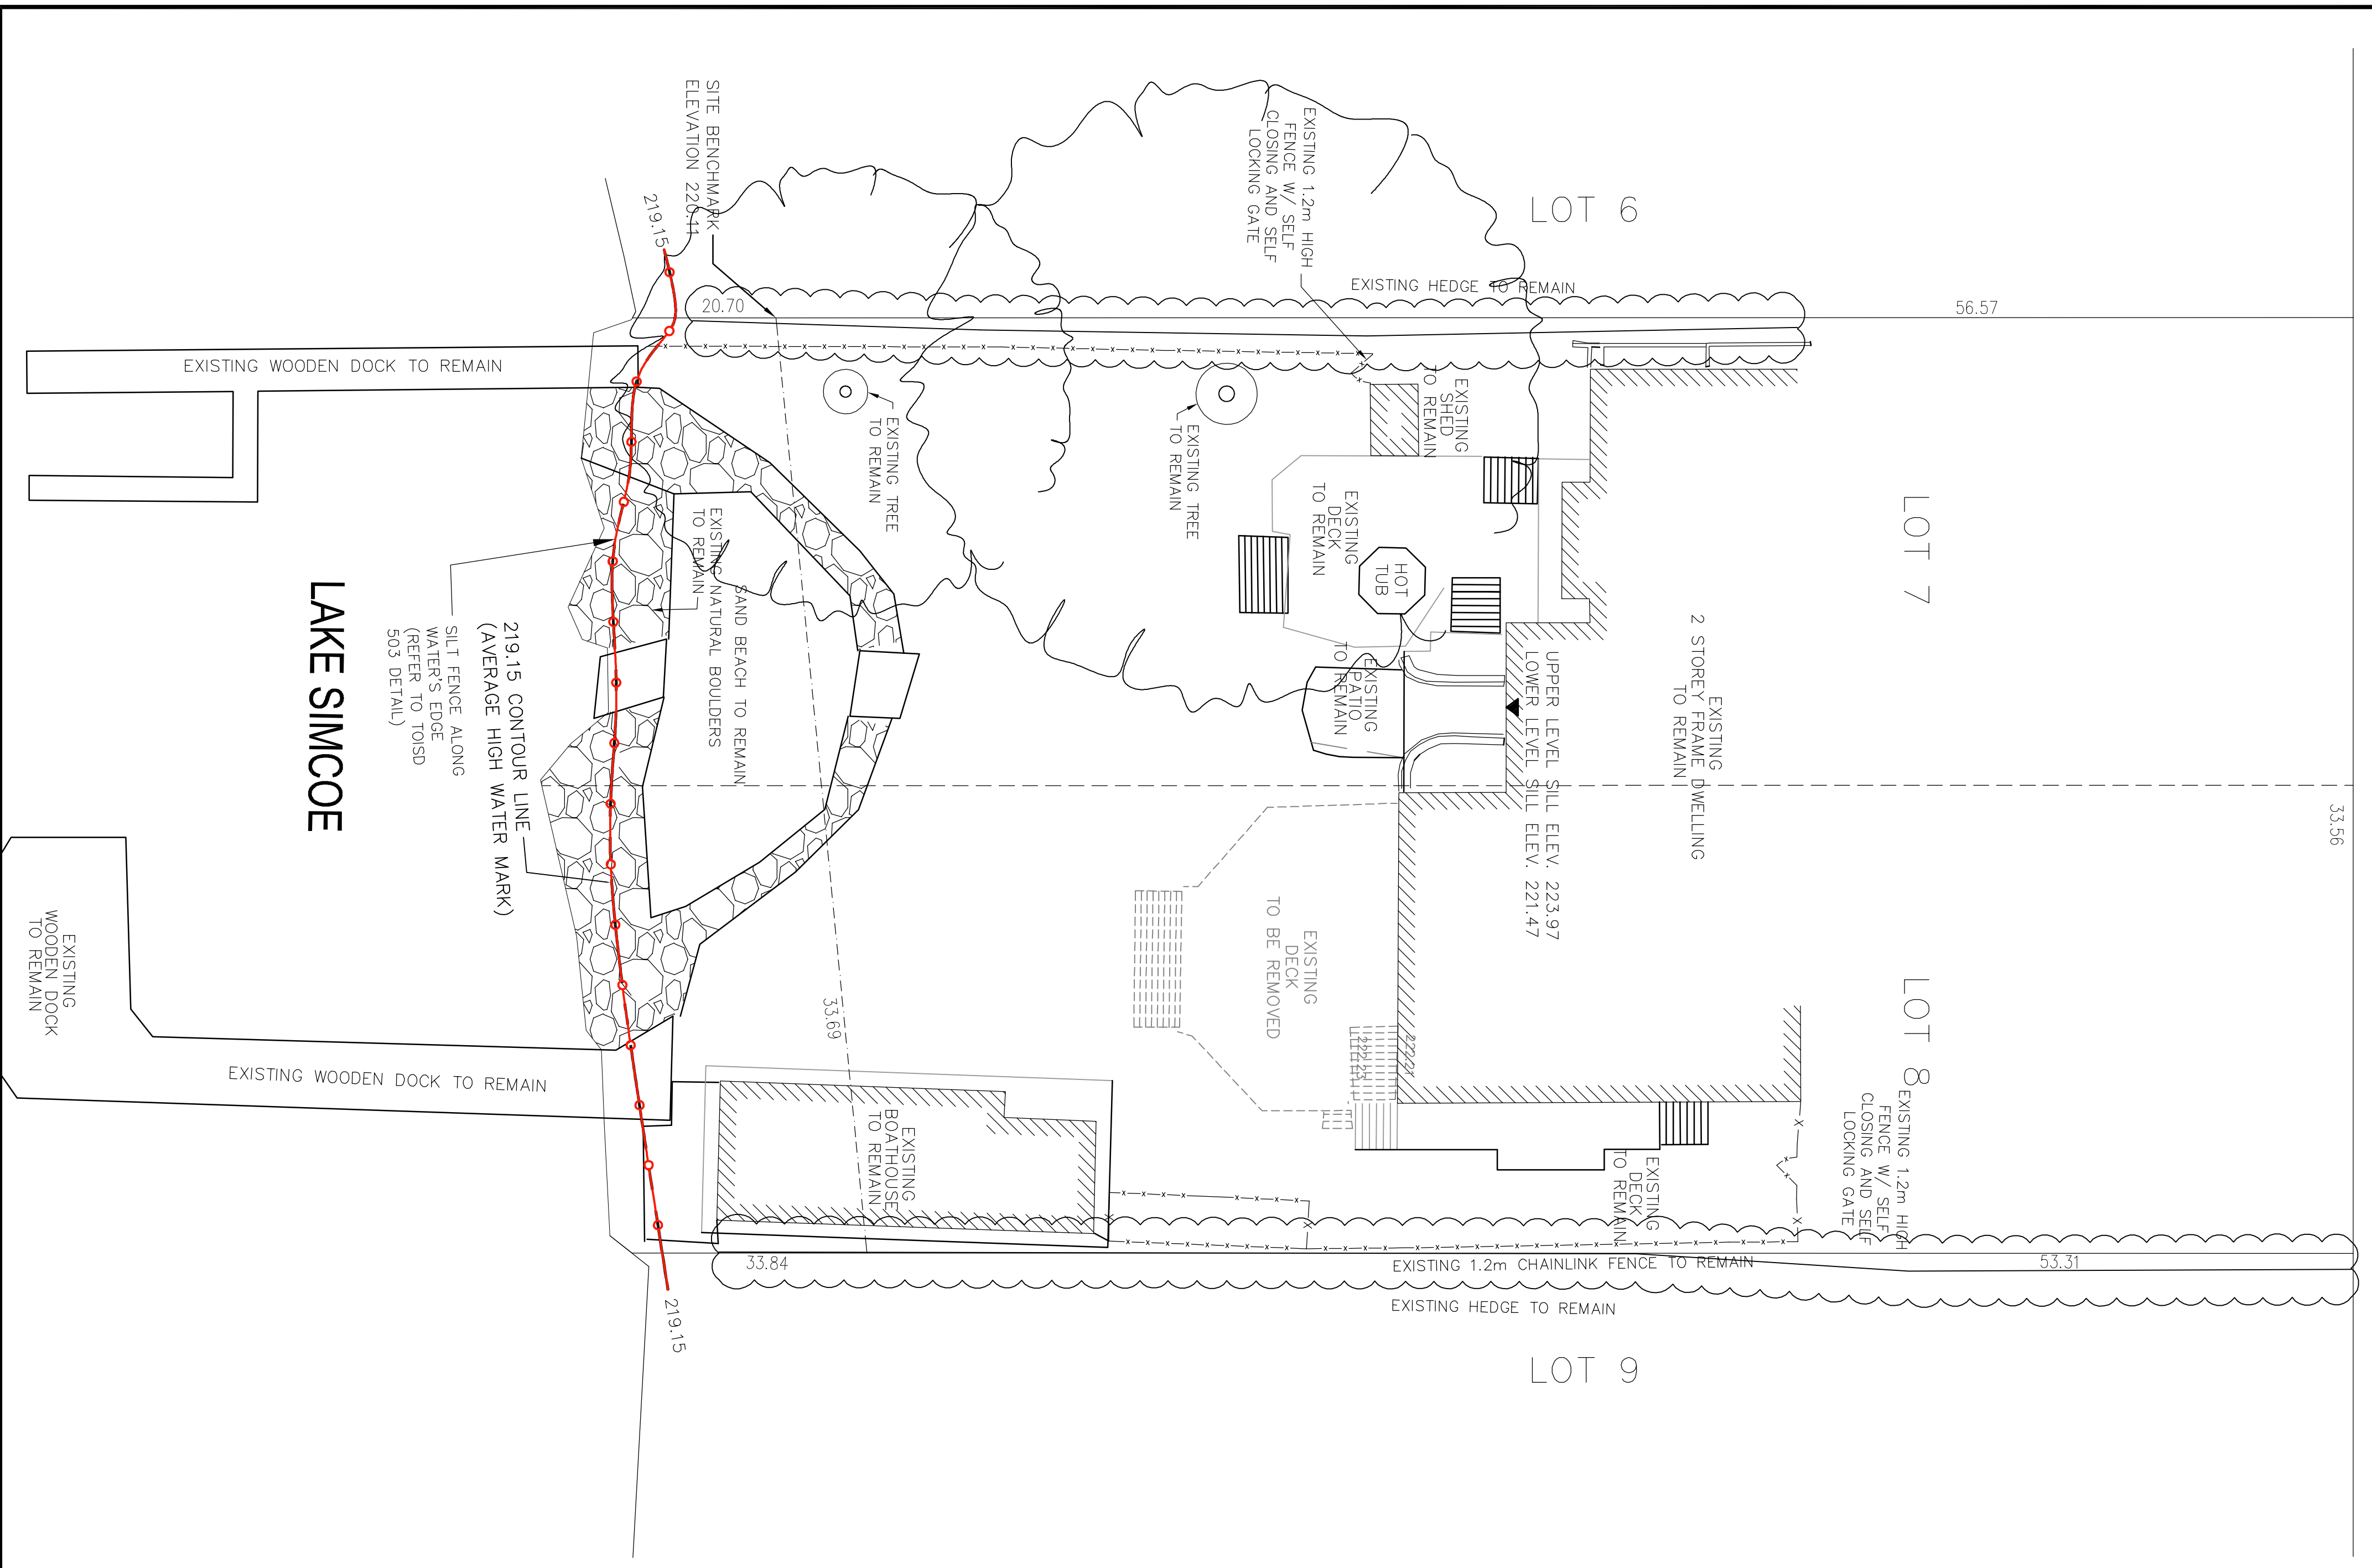 SITE BENCHMARK
ELEVATION 220.11
219.15
20.70
EXISTING 1.2m HIGH
FENCE W/ SELF
CLOSING AND SELF
LOCKING GATE
LOT 6
EXISTING HEDGE TO REMAIN
56.57
EXISTING WOODEN DOCK TO REMAIN
EXISTING TREE
TO REMAIN
EXISTING TREE
TO REMAIN
EXISTING
SHED
TO REMAIN
EXISTING
DECK
TO REMAIN
HOT
TUB
EXISTING
PATIO
TO REMAIN
LOT 7
EXISTING
2 STOREY FRAME DWELLING
TO REMAIN
UPPER LEVEL SILL ELEV. 223.97
LOWER LEVEL SILL ELEV. 221.47
SAND BEACH TO REMAIN
EXISTING NATURAL BOULDERS
TO REMAIN
LAKE SIMCOE
219.15 CONTOUR LINE
(AVERAGE HIGH WATER MARK)
SILT FENCE ALONG
WATER'S EDGE
(REFER TO TOISD
503 DETAIL)
33.56
33.69
EXISTING
DECK
TO BE REMOVED
222.21
222.23
LOT 8
EXISTING 1.2m HIGH
FENCE W/ SELF
CLOSING AND SELF
LOCKING GATE
EXISTING
WOODEN DOCK
TO REMAIN
EXISTING WOODEN DOCK TO REMAIN
EXISTING
BOATHOUSE
TO REMAIN
EXISTING
DECK
TO REMAIN
33.84
EXISTING 1.2m CHAINLINK FENCE TO REMAIN
53.31
EXISTING HEDGE TO REMAIN
219.15
LOT 9